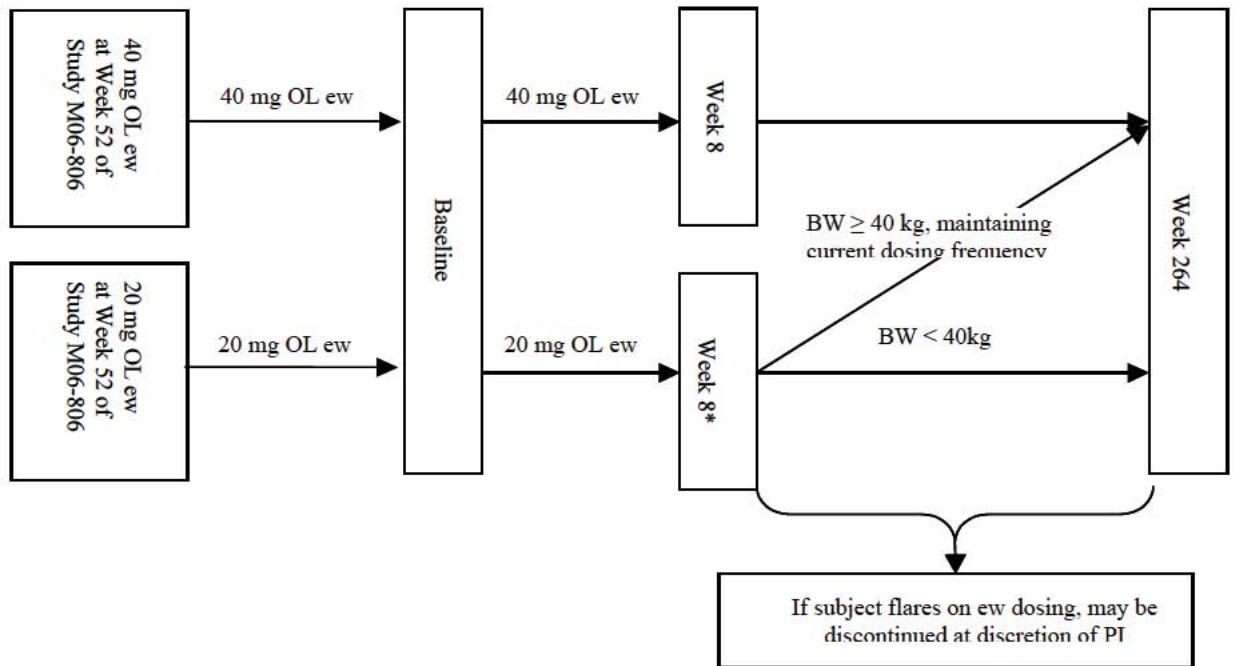 40 mg OL ew
at Week 52 of
Study M06-806
40 mg OL ew
Baseline
40 mg OL ew
Week 8
BW ≥ 40 kg, maintaining
current dosing frequency
Week 264
20 mg OL ew
at Week 52 of
Study M06-806
20 mg OL ew
20 mg OL ew
Week 8*
BW < 40kg
If subject flares on ew dosing, may be
discontinued at discretion of PI